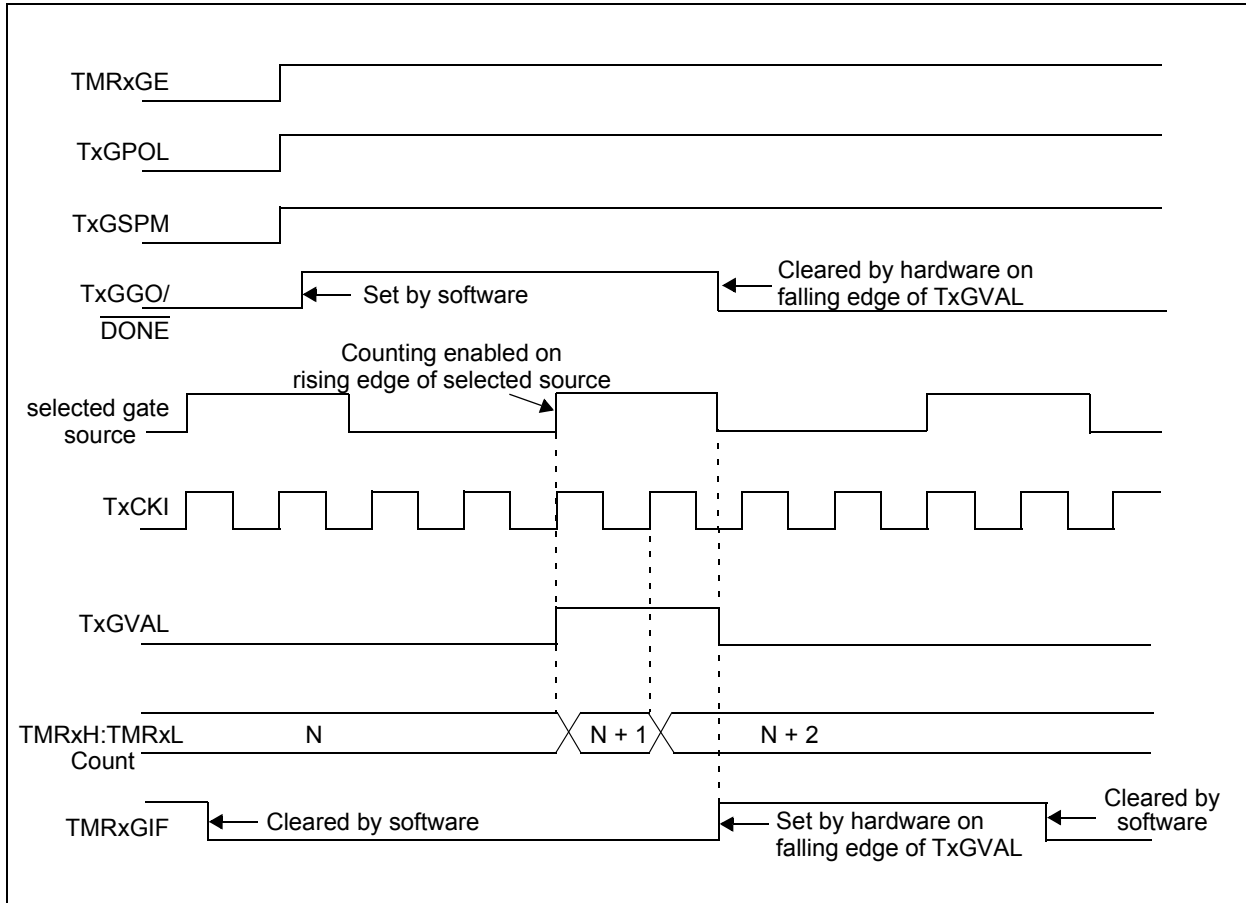 TMRxGE
TxGPOL
TxGSPM
TxGGO/
DONE
Set by software
Cleared by hardware on
falling edge of TxGVAL
Counting enabled on
rising edge of selected source
selected gate
source
TxCKI
TxGVAL
TMRxH:TMRxL
Count
N
N + 1
N + 2
TMRxGIF
Cleared by software
Set by hardware on
falling edge of TxGVAL
Cleared by
software